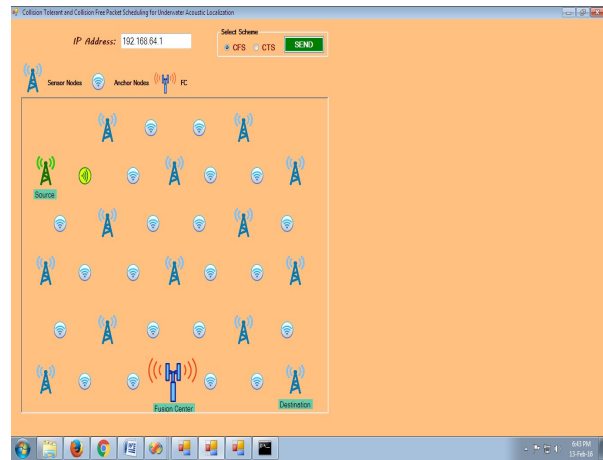 Collision Tolerant and Collision Free Packet Scheduling for Underwater Acoustic Localization
IP Address: 192.168.64.1
Select Scheme
CFS CTS SEND
Sensor Nodes Anchor Nodes FC
Source
Fusion Center
Destination
6:43 PM
13-Feb-16